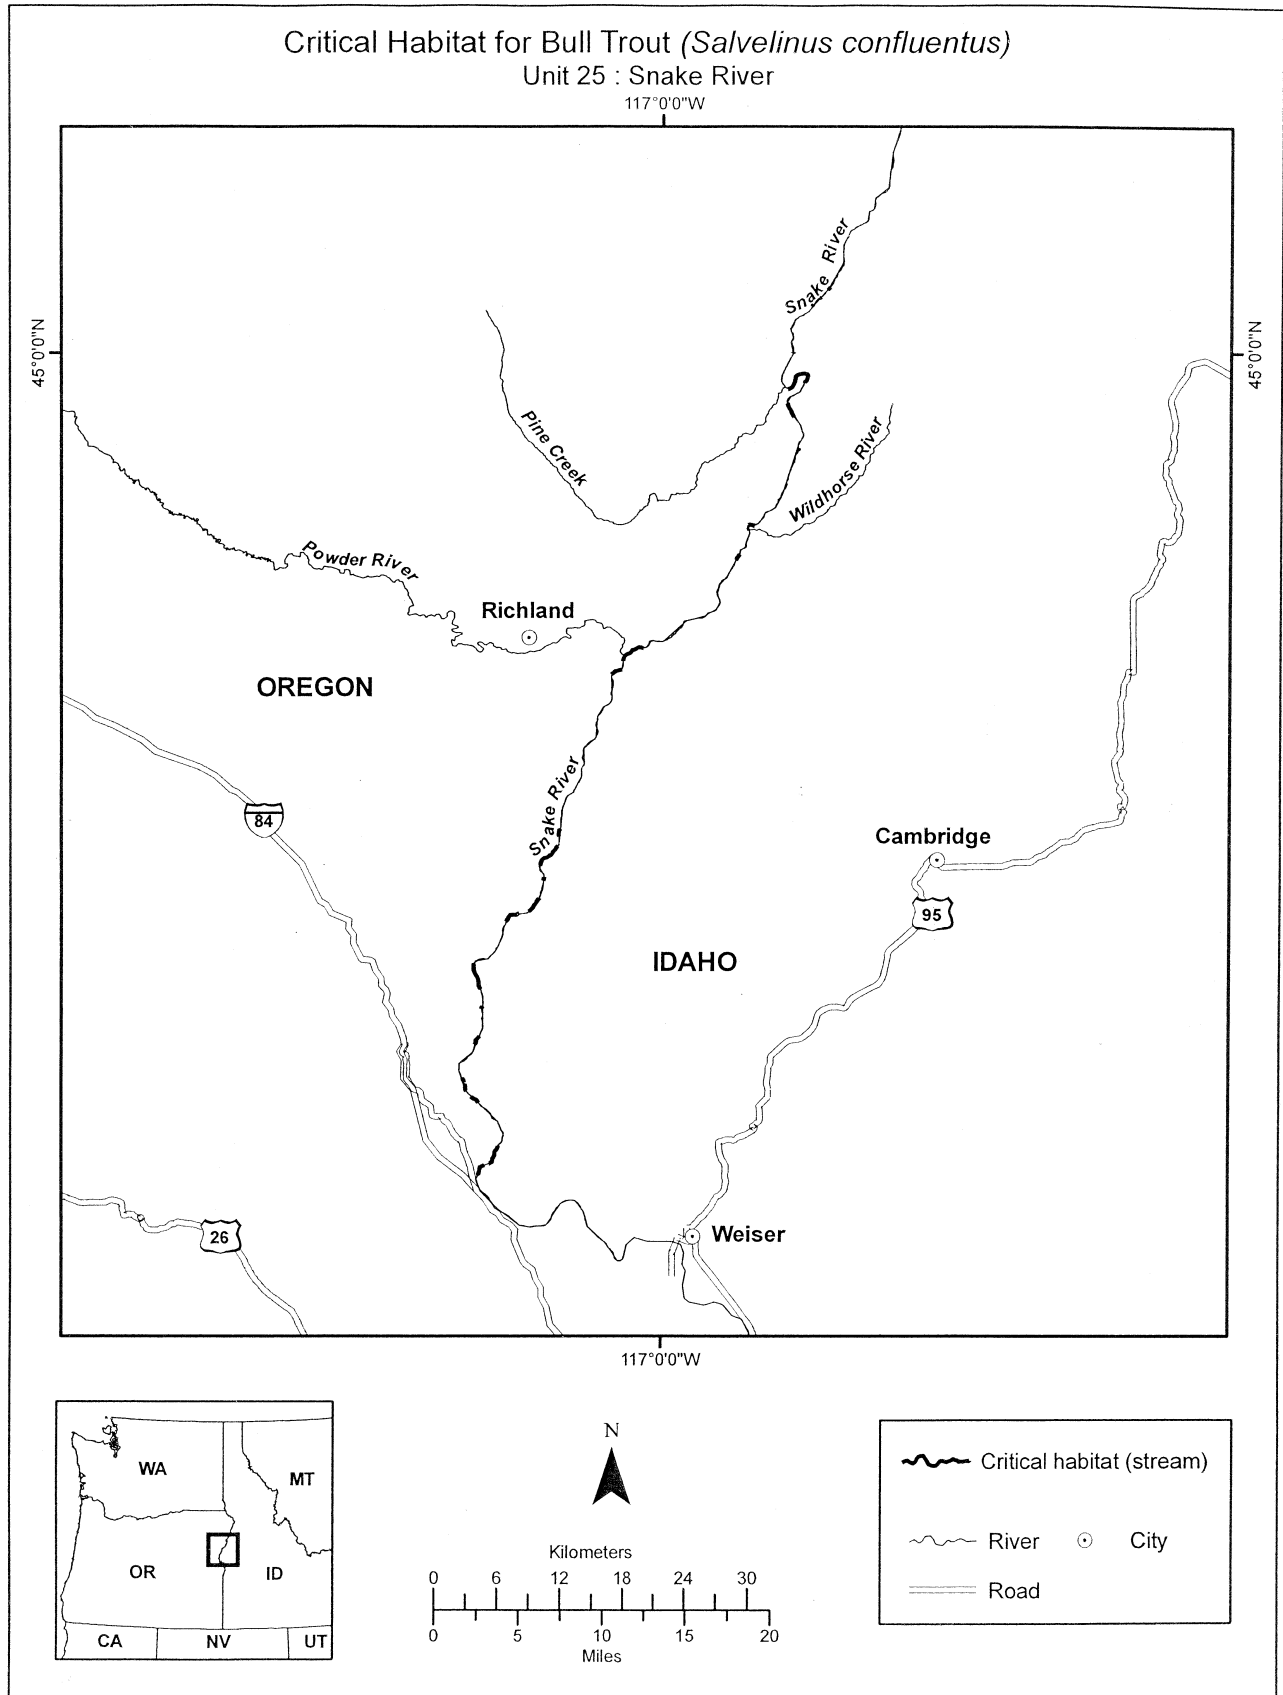 Critical Habitat for Bull Trout (Salvelinus confluentus)
Unit 25 : Snake River
117°0'0"W
45°0'0"N
45°0'0"N
Snake River
Pine Creek
Wildhorse River
Powder River
Richland
OREGON
Snake River
84
Cambridge
95
IDAHO
26
Weiser
117°0'0"W
WA
MT
OR
ID
CA
NV
UT
N
Kilometers
0 6 12 18 24 30
0 5 10 15 20
Miles
Critical habitat (stream)
River
City
Road